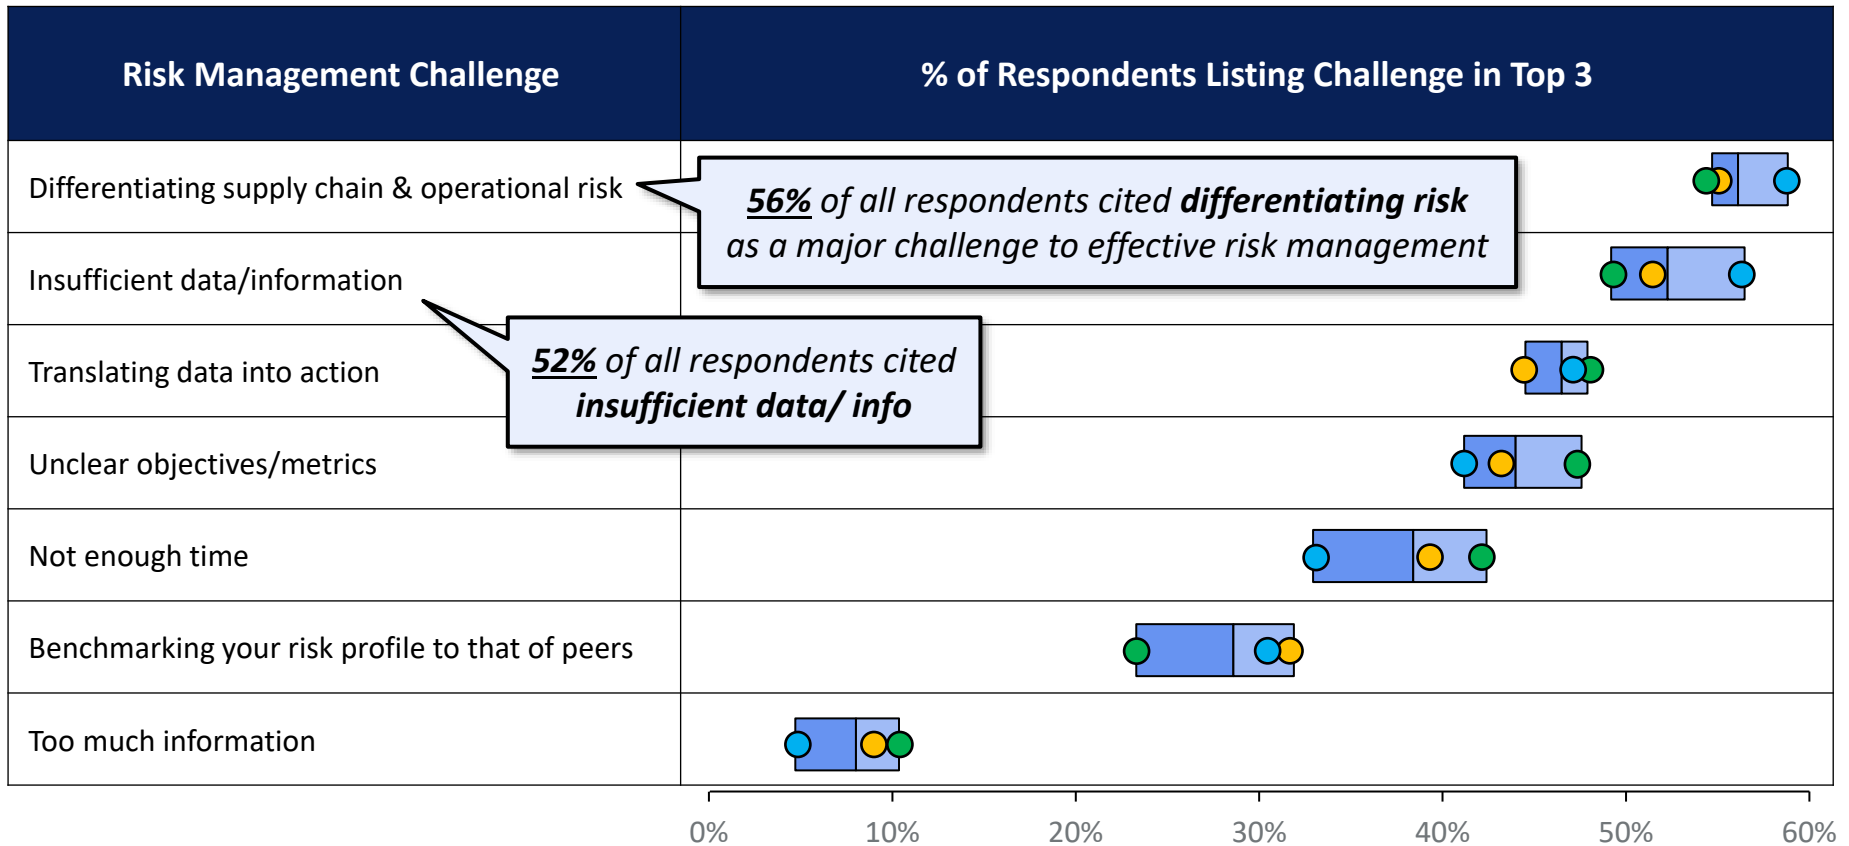 Risk Management Challenge
% of Respondents Listing Challenge in Top 3
Differentiating supply chain & operational risk
56% of all respondents cited differentiating risk
as a major challenge to effective risk management
Insufficient data/information
52% of all respondents cited
insufficient data/ info
Translating data into action
Unclear objectives/metrics
Not enough time
Benchmarking your risk profile to that of peers
Too much information
0% 10% 20% 30% 40% 50% 60%